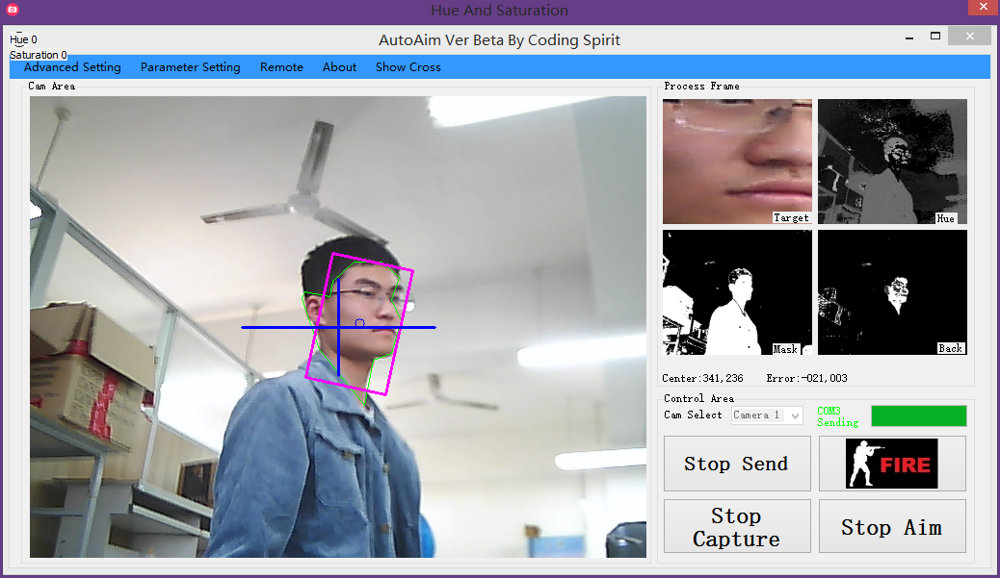 Hue And Saturation
Hue 0
AutoAim Ver Beta By Coding Spirit
Saturation 0
Advanced Setting Parameter Setting Remote About Show Cross
Cam Area
Process Frame
Target
Hue
Mask
Back
Center:341,236 Error:-021,003
Control Area
Cam Select
Camera 1
COM3
Sending
Stop Send
FIRE
Stop
Capture
Stop Aim